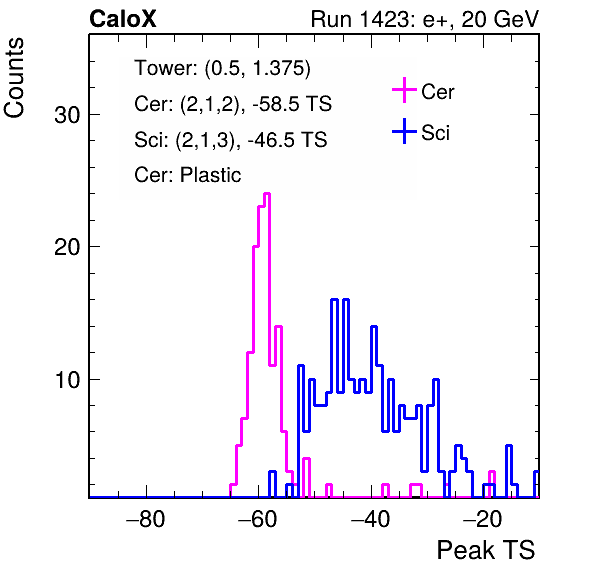 CaloX Run 1423: e+, 20 GeV
Counts
Tower: (0.5, 1.375)
Cer: (2,1,2), -58.5 TS
Sci: (2,1,3), -46.5 TS
Cer: Plastic
Cer
Sci
30
20
10
−80 −60 −40 −20
Peak TS